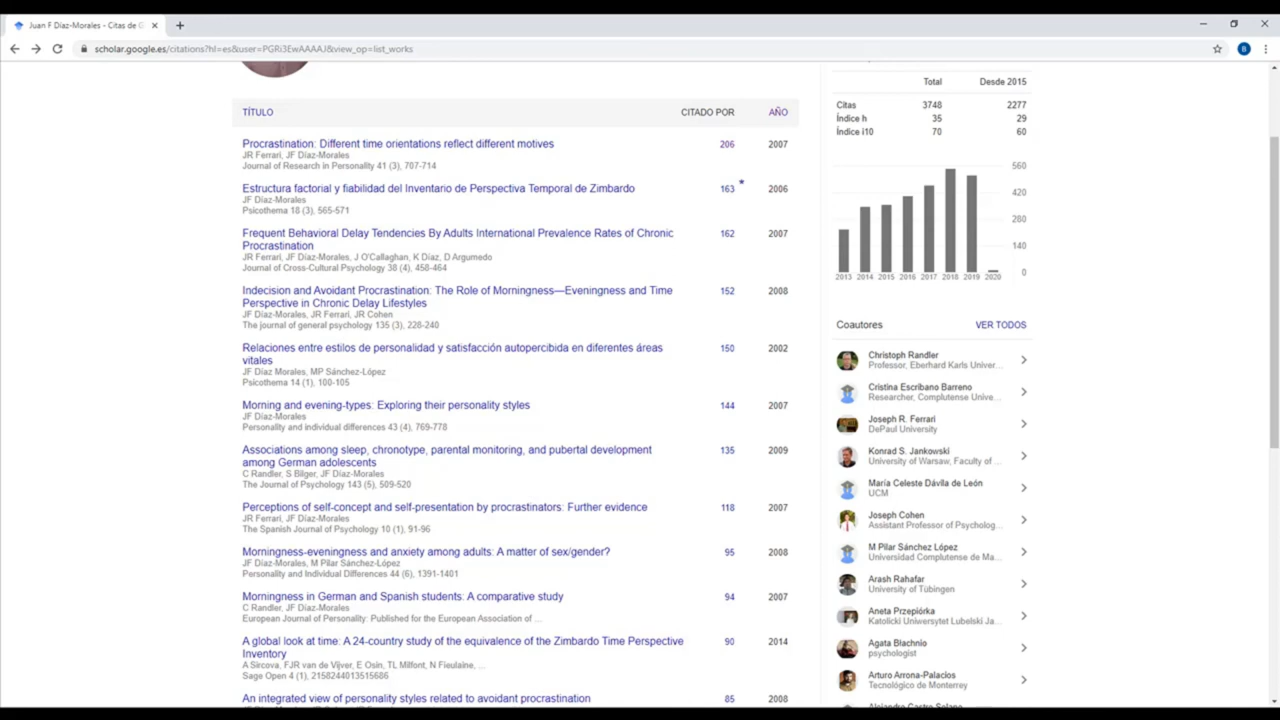 Juan F Díaz-Morales - Citas de G
scholar.google.es/citations?hl=es&user=PGRi3EwAAAAJ&view_op=list_works
B
TÍTULO CITADO POR AÑO
Procrastination: Different time orientations reflect different motives 206 2007
JR Ferrari, JF Díaz-Morales
Journal of Research in Personality 41 (3), 707-714
Estructura factorial y fiabilidad del Inventario de Perspectiva Temporal de Zimbardo 163 * 2006
JF Díaz-Morales
Psicothema 18 (3), 565-571
Frequent Behavioral Delay Tendencies By Adults International Prevalence Rates of Chronic 162 2007
Procrastination
JR Ferrari, JF Díaz-Morales, J O'Callaghan, K Díaz, D Argumedo
Journal of Cross-Cultural Psychology 38 (4), 458-464
Indecision and Avoidant Procrastination: The Role of Morningness—Eveningness and Time 152 2008
Perspective in Chronic Delay Lifestyles
JF Díaz-Morales, JR Ferrari, JR Cohen
The journal of general psychology 135 (3), 228-240
Relaciones entre estilos de personalidad y satisfacción autopercibida en diferentes áreas 150 2002
vitales
JF Díaz Morales, MP Sánchez-López
Psicothema 14 (1), 100-105
Morning and evening-types: Exploring their personality styles 144 2007
JF Díaz-Morales
Personality and individual differences 43 (4), 769-778
Associations among sleep, chronotype, parental monitoring, and pubertal development 135 2009
among German adolescents
C Randler, S Bilger, JF Díaz-Morales
The Journal of Psychology 143 (5), 509-520
Perceptions of self-concept and self-presentation by procrastinators: Further evidence 118 2007
JR Ferrari, JF Díaz-Morales
The Spanish Journal of Psychology 10 (1), 91-96
Morningness-eveningness and anxiety among adults: A matter of sex/gender? 95 2008
JF Díaz-Morales, M Pilar Sánchez-López
Personality and Individual Differences 44 (6), 1391-1401
Morningness in German and Spanish students: A comparative study 94 2007
C Randler, JF Díaz-Morales
European Journal of Personality: Published for the European Association of ...
A global look at time: A 24-country study of the equivalence of the Zimbardo Time Perspective 90 2014
Inventory
A Sircova, FJR van de Vijver, E Osin, TL Milfont, N Fieulaine, ...
Sage Open 4 (1), 2158244013515686
An integrated view of personality styles related to avoidant procrastination 85 2008
Total Desde 2015
Citas 3748 2277
Índice h 35 29
Índice i10 70 60
560
420
280
140
0
2013 2014 2015 2016 2017 2018 2019 2020
Coautores VER TODOS
Christoph Randler
Professor, Eberhard Karls Univer...
Cristina Escribano Barreno
Researcher, Complutense Unive...
Joseph R. Ferrari
DePaul University
Konrad S. Jankowski
University of Warsaw, Faculty of ...
María Celeste Dávila de León
UCM
Joseph Cohen
Assistant Professor of Psycholog...
M Pilar Sánchez López
Universidad Complutense de Ma...
Arash Rahafar
University of Tübingen
Aneta Przepiórka
Katolicki Uniwersytet Lubelski Ja...
Agata Błachnio
psychologist
Arturo Arrona-Palacios
Tecnológico de Monterrey